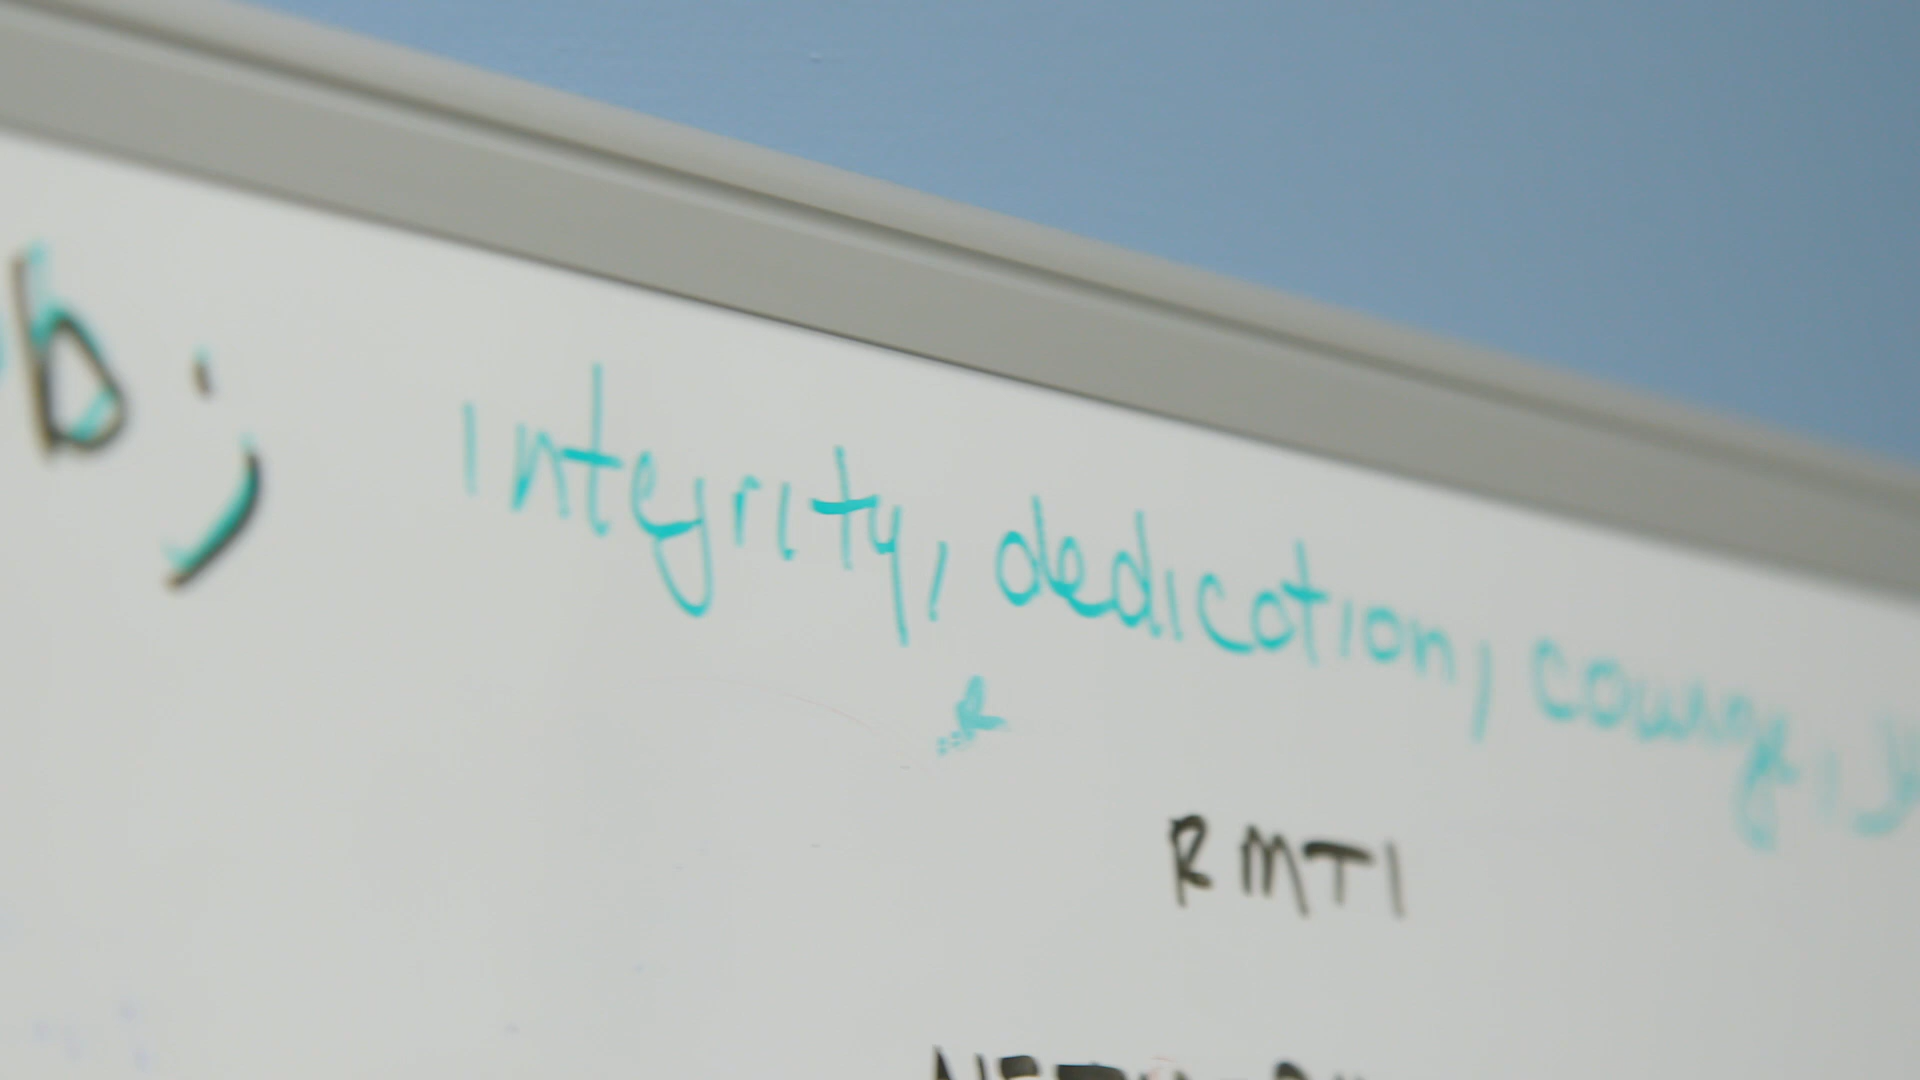 b; integrity, dedication, courage,
RMTI